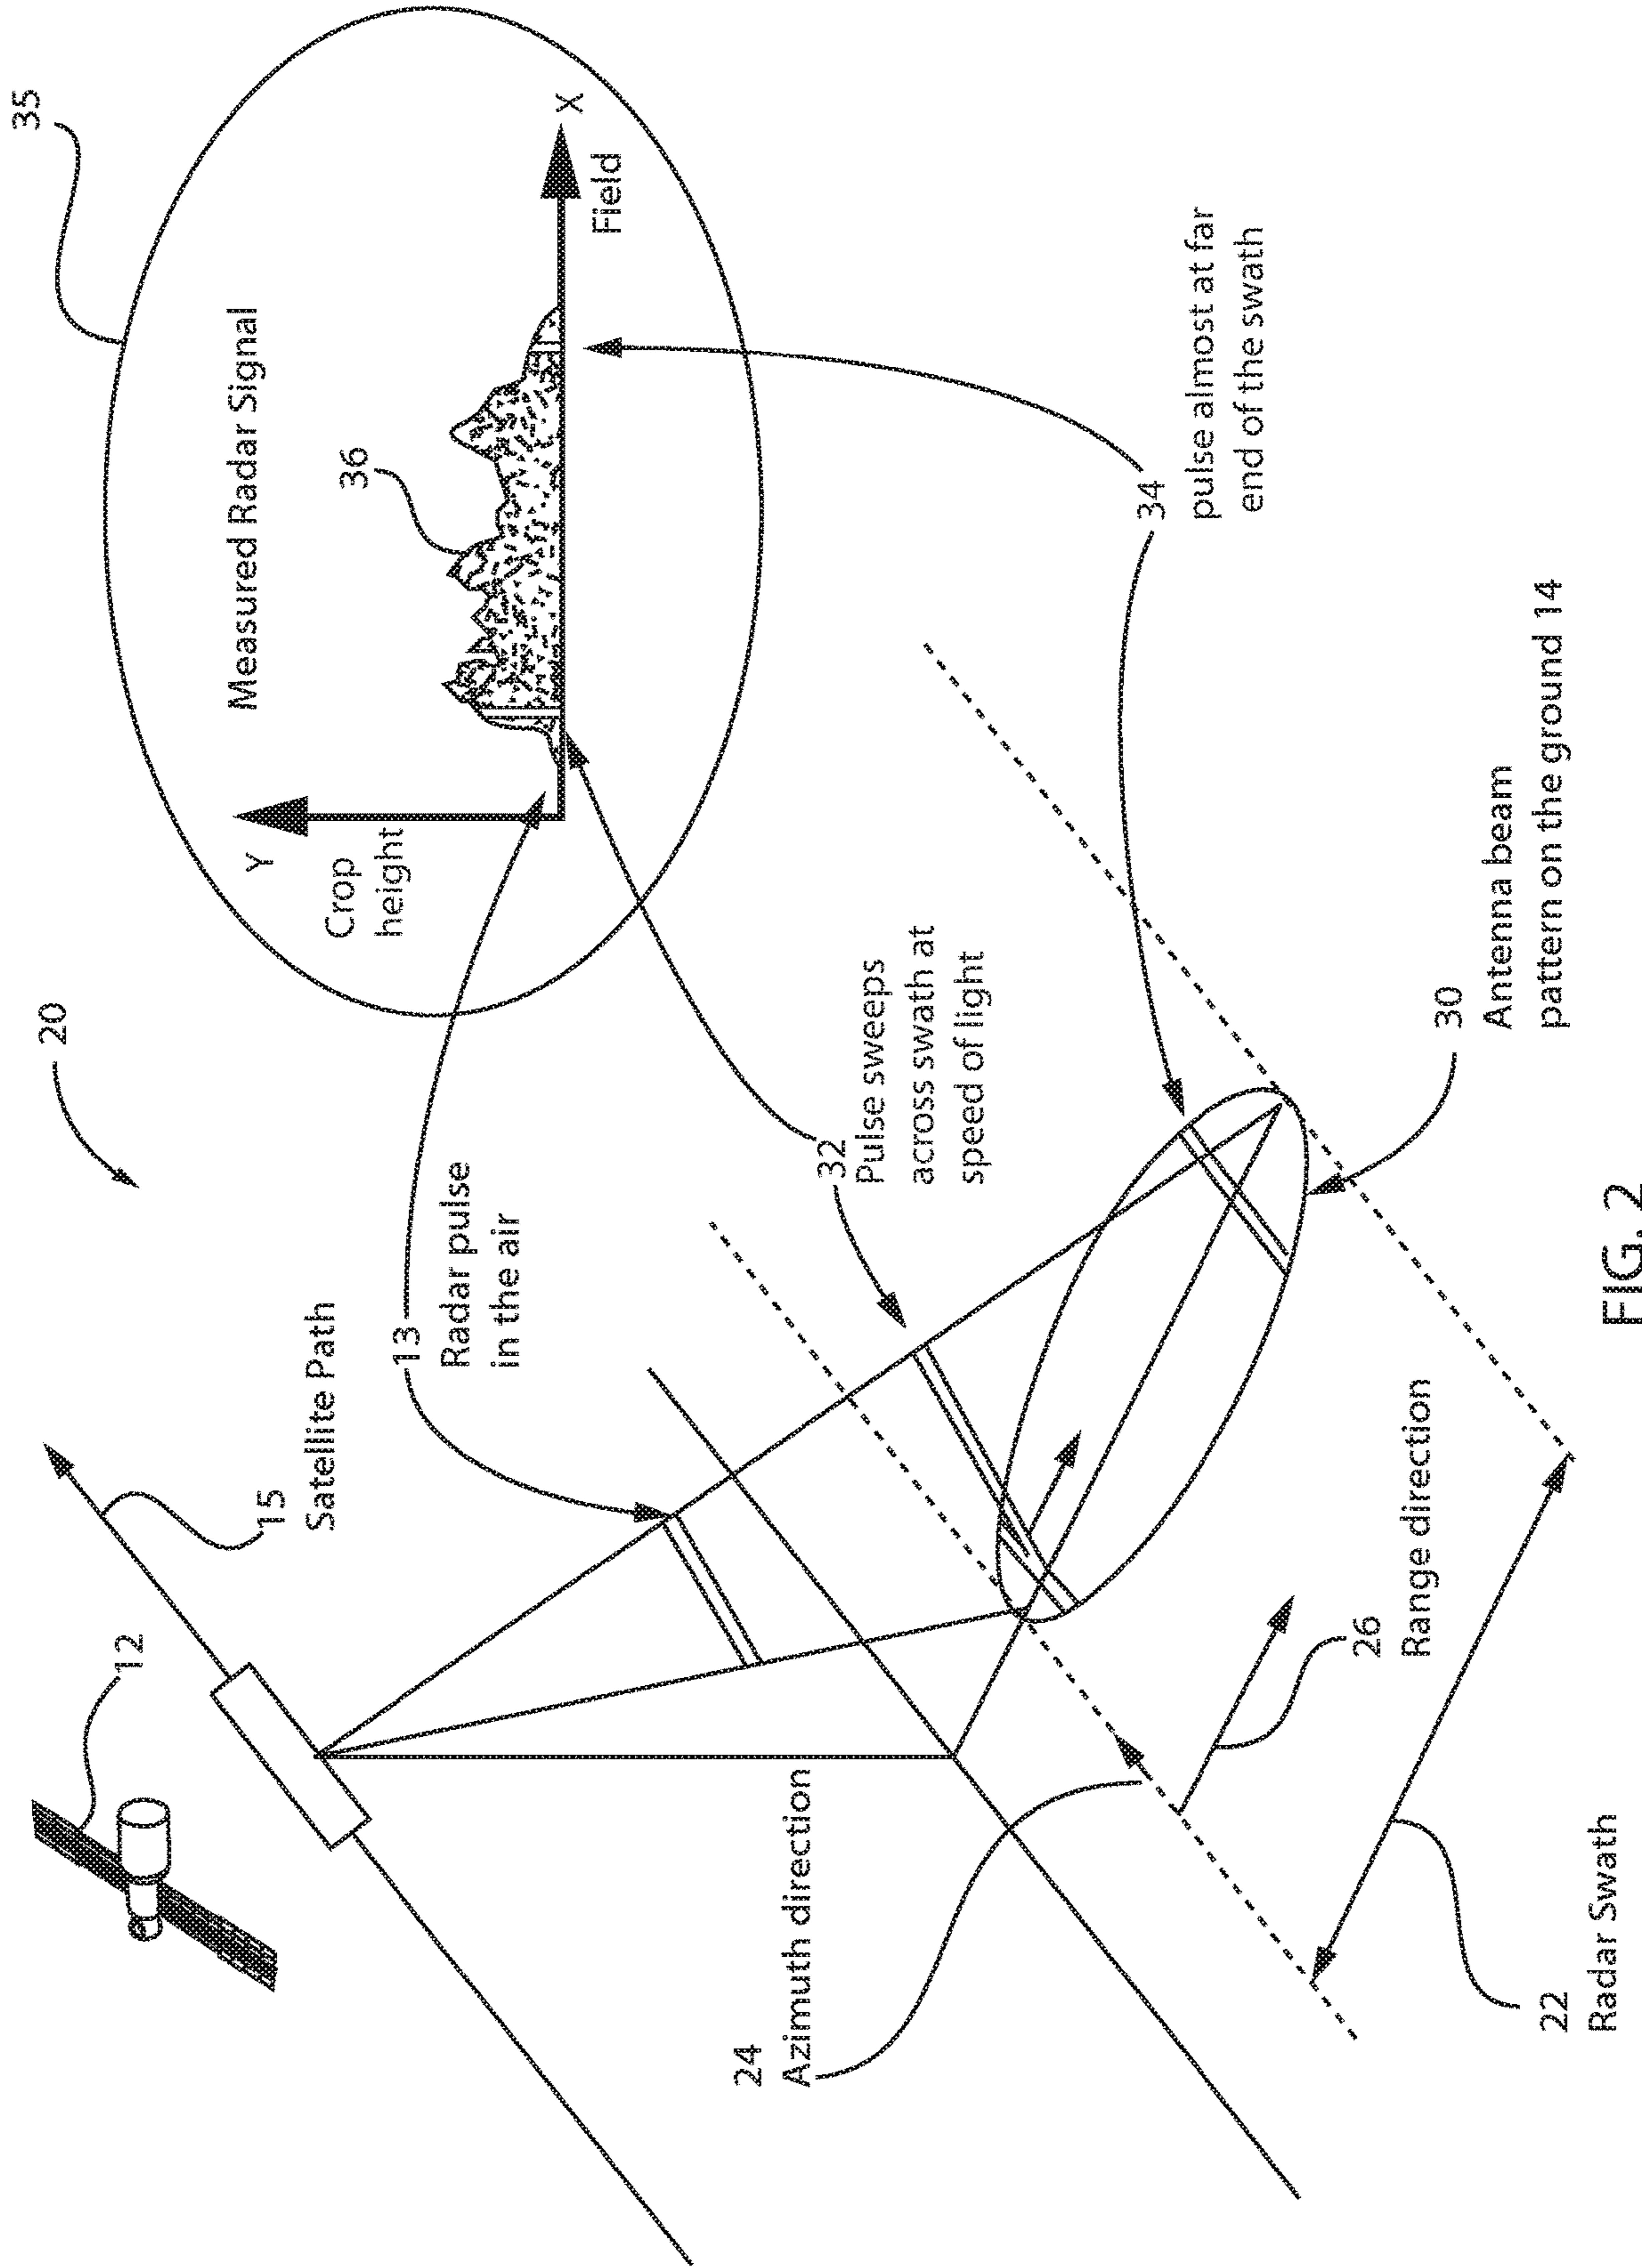 20
35
12
15
Satellite Path
Measured Radar Signal
Y
Crop
height
36
X
Field
13
Radar pulse
in the air
32
Pulse sweeps
across swath at
speed of light
24
Azimuth direction
34
pulse almost at far
end of the swath
26
Range direction
30
Antenna beam
pattern on the ground 14
22
Radar Swath
FIG. 2